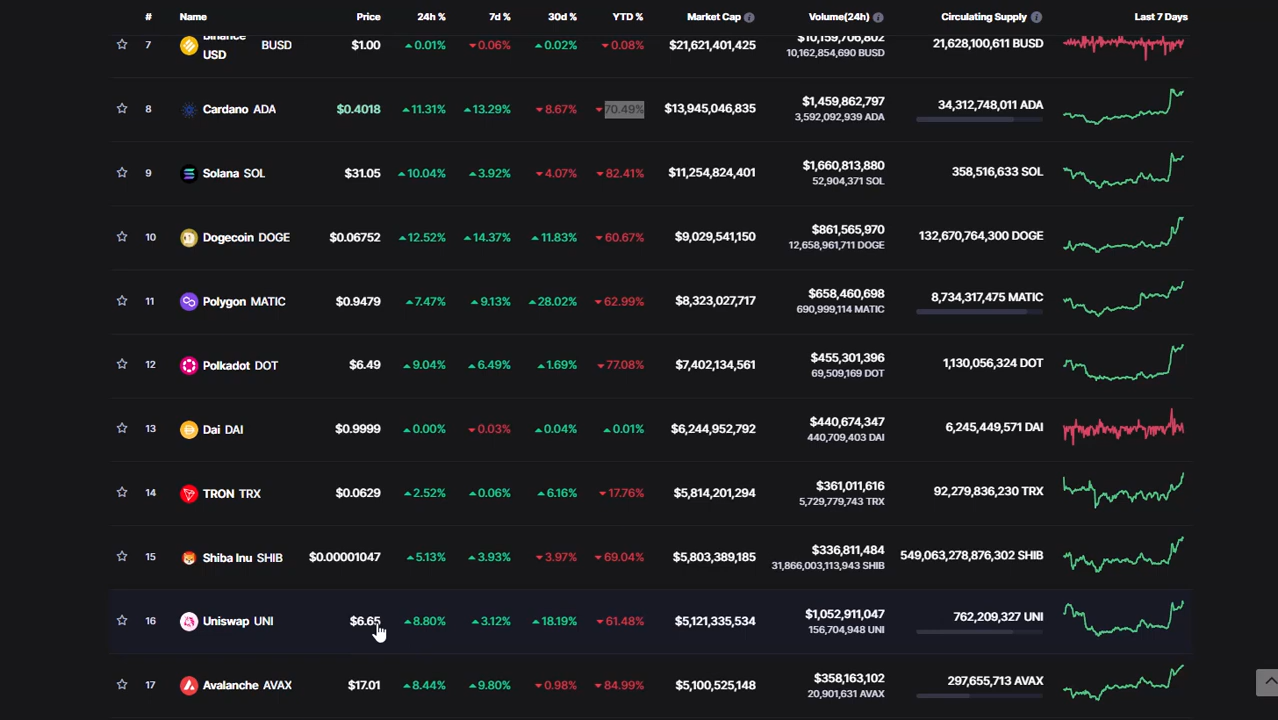 # Name Price 24h % 7d % 30d % YTD % Market Cap Volume(24h) Circulating Supply Last 7 Days
7 Binance USD BUSD $1.00 0.01% 0.06% 0.02% 0.08% $21,621,401,425 $10,159,706,802 21,628,100,611 BUSD
10,162,854,690 BUSD
8 Cardano ADA $0.4018 11.31% 13.29% 8.67% 70.49% $13,945,046,835 $1,459,862,797 34,312,748,011 ADA
3,592,092,939 ADA
9 Solana SOL $31.05 10.04% 3.92% 4.07% 82.41% $11,254,824,401 $1,660,813,880 358,516,633 SOL
52,904,371 SOL
10 Dogecoin DOGE $0.06752 12.52% 14.37% 11.83% 60.67% $9,029,541,150 $861,565,970 132,670,764,300 DOGE
12,658,961,711 DOGE
11 Polygon MATIC $0.9479 7.47% 9.13% 28.02% 62.99% $8,323,027,717 $658,460,698 8,734,317,475 MATIC
690,999,114 MATIC
12 Polkadot DOT $6.49 9.04% 6.49% 1.69% 77.08% $7,402,134,561 $455,301,396 1,130,056,324 DOT
69,509,169 DOT
13 Dai DAI $0.9999 0.00% 0.03% 0.04% 0.01% $6,244,952,792 $440,674,347 6,245,449,571 DAI
440,709,403 DAI
14 TRON TRX $0.0629 2.52% 0.06% 6.16% 17.76% $5,814,201,294 $361,011,616 92,279,836,230 TRX
5,729,779,743 TRX
15 Shiba Inu SHIB $0.00001047 5.13% 3.93% 3.97% 69.04% $5,803,389,185 $336,811,484 549,063,278,876,302 SHIB
31,866,003,113,943 SHIB
16 Uniswap UNI $6.65 8.80% 3.12% 18.19% 61.48% $5,121,335,534 $1,052,911,047 762,209,327 UNI
156,704,948 UNI
17 Avalanche AVAX $17.01 8.44% 9.80% 0.98% 84.99% $5,100,525,148 $358,163,102 297,655,713 AVAX
20,901,631 AVAX